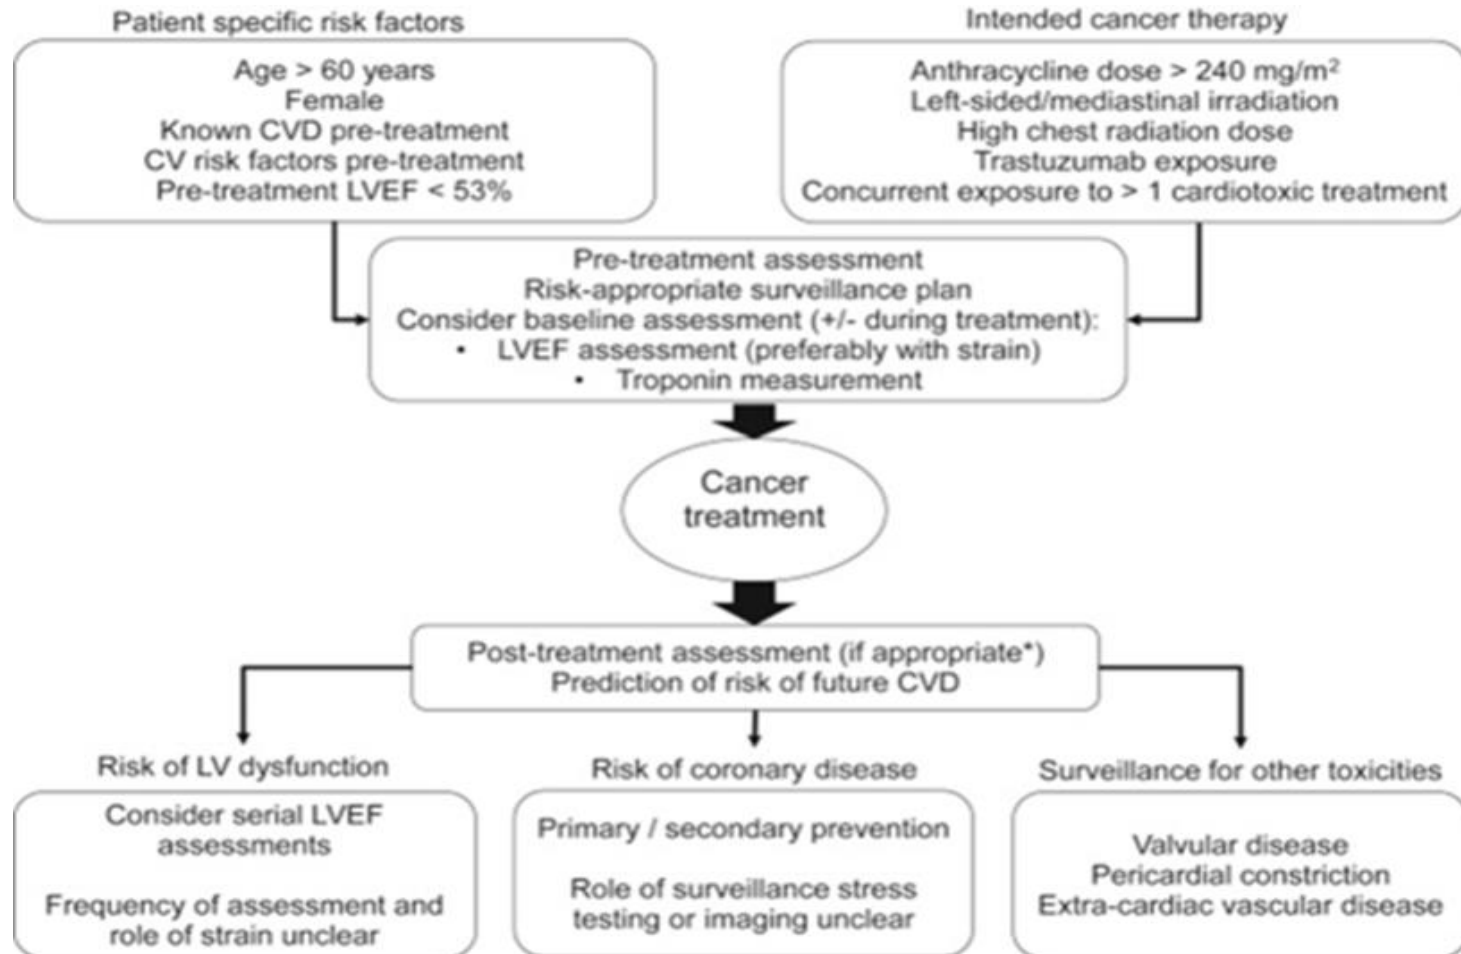 Patient specific risk factors
Age > 60 years
Female
Known CVD pre-treatment
CV risk factors pre-treatment
Pre-treatment LVEF < 53%
Intended cancer therapy
Anthracycline dose > 240 mg/m²
Left-sided/mediastinal irradiation
High chest radiation dose
Trastuzumab exposure
Concurrent exposure to > 1 cardiotoxic treatment
Pre-treatment assessment
Risk-appropriate surveillance plan
Consider baseline assessment (+/- during treatment):
• LVEF assessment (preferably with strain)
• Troponin measurement
Cancer
treatment
Post-treatment assessment (if appropriate*)
Prediction of risk of future CVD
Risk of LV dysfunction
Consider serial LVEF
assessments
Frequency of assessment and
role of strain unclear
Risk of coronary disease
Primary / secondary prevention
Role of surveillance stress
testing or imaging unclear
Surveillance for other toxicities
Valvular disease
Pericardial constriction
Extra-cardiac vascular disease